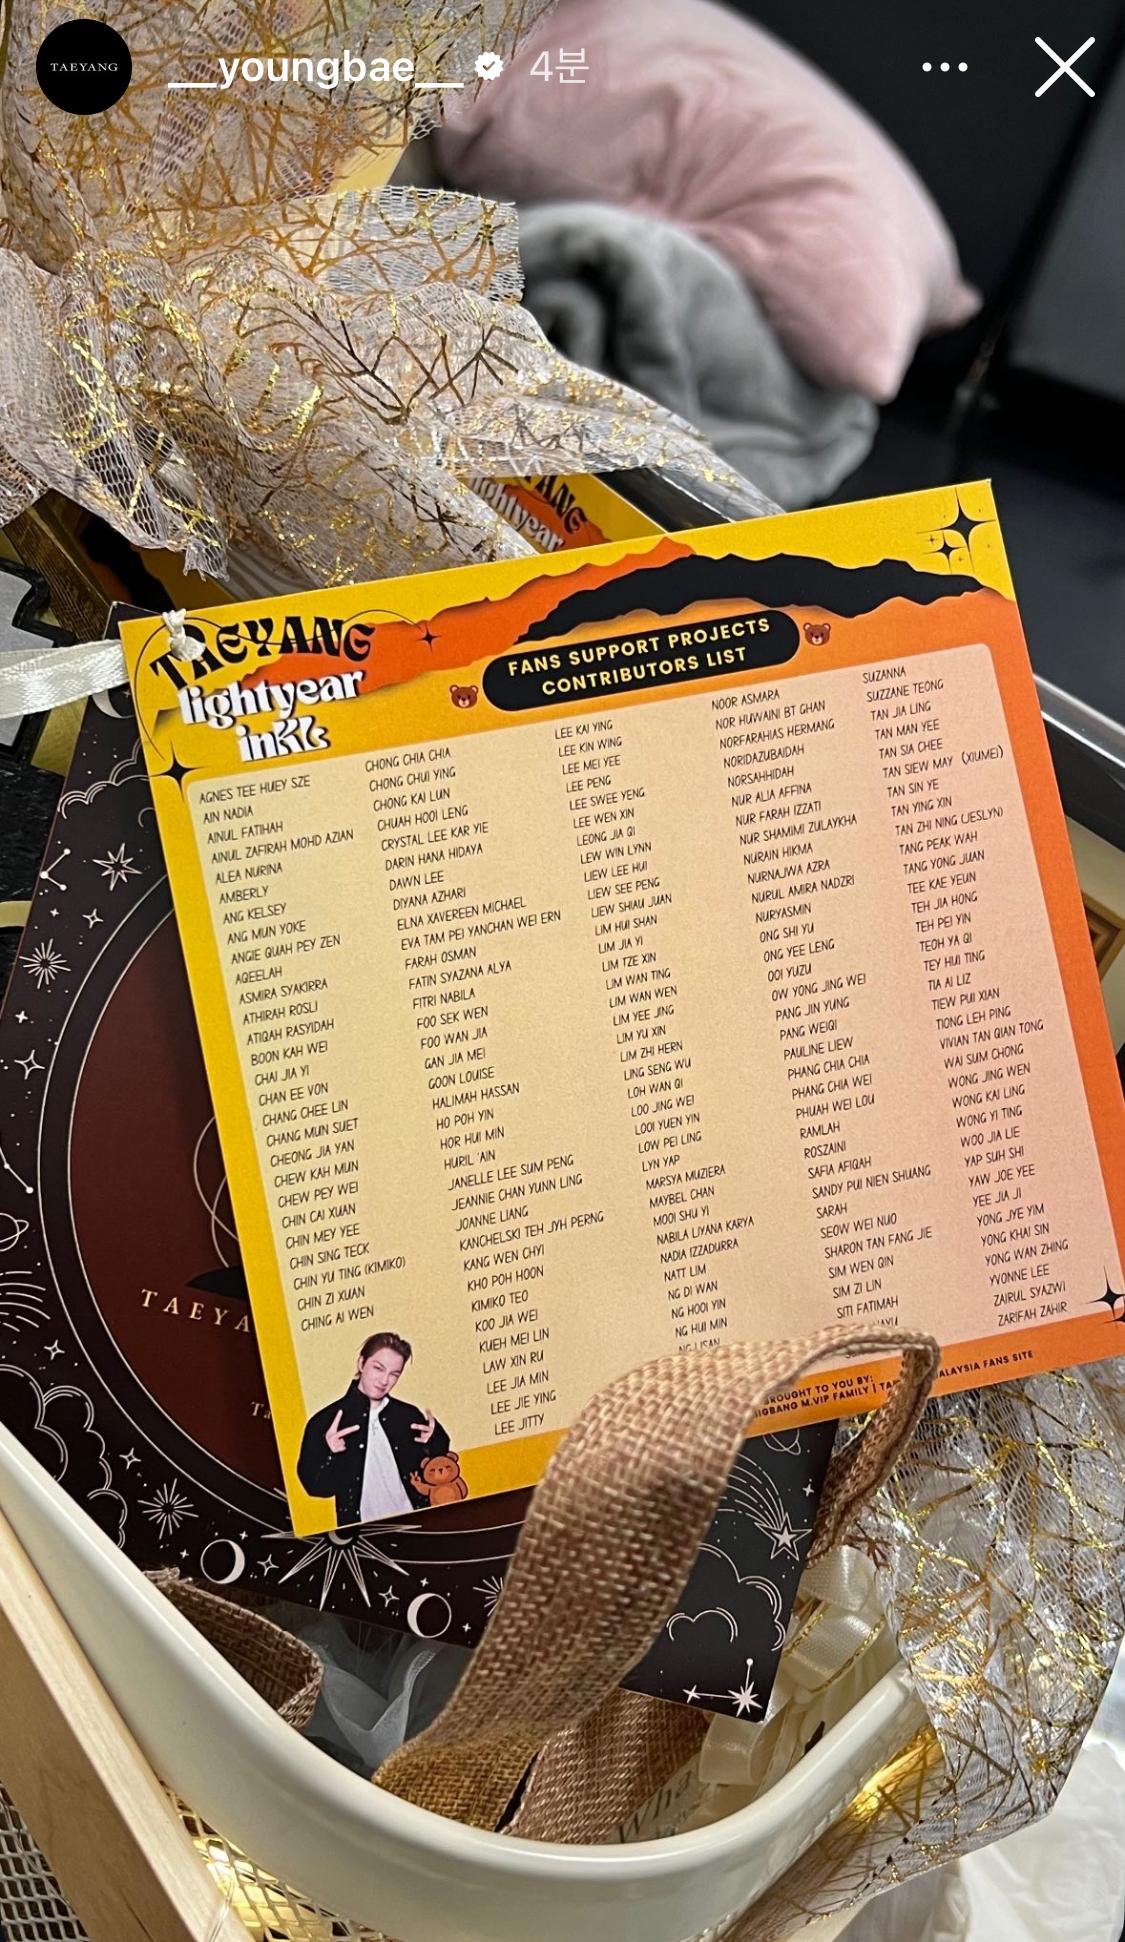 TAEYANG
__youngbae__ 4분
TAEYANG
lightyear
TAEYANG
lightyear
in KL
FANS SUPPORT PROJECTS
CONTRIBUTORS LIST
AGNES TEE HUEY SZE
AIN NADIA
AINUL FATIHAH
AINUL ZAFIRAH MOHD AZIAN
ALEA NURINA
AMBERLY
ANG KELSEY
ANG MUN YOKE
ANGIE QUAH PEY ZEN
AQEELAH
ASMIRA SYAKIRRA
ATHIRAH ROSLI
ATIQAH RASYIDAH
BOON KAH WEI
CHAI JIA YI
CHAN EE VON
CHANG CHEE LIN
CHANG MUN SUET
CHEONG JIA YAN
CHEW KAH MUN
CHEW PEY WEI
CHIN CAI XUAN
CHIN MEY YEE
CHIN SING TECK
CHIN YU TING (KIMIKO)
CHIN ZI XUAN
CHING AI WEN
CHONG CHIA CHIA
CHONG CHUI YING
CHONG KAI LUN
CHUAH HOOI LENG
CRYSTAL LEE KAR YIE
DARIN HANA HIDAYA
DAWN LEE
DIYANA AZHARI
ELNA XAVEREEN MICHAEL
EVA TAM PEI YANCHAN WEI ERN
FARAH OSMAN
FATIN SYAZANA ALYA
FITRI NABILA
FOO SEK WEN
FOO WAN JIA
GAN JIA MEI
GOON LOUISE
HALIMAH HASSAN
HO POH YIN
HOR HUI MIN
HURIL 'AIN
JANELLE LEE SUM PENG
JEANNIE CHAN YUNN LING
JOANNE LIANG
KANCHELSKI TEH JYH PERNG
KANG WEN CHYI
KHO POH HOON
KIMIKO TEO
KOO JIA WEI
KUEH MEI LIN
LAW XIN RU
LEE JIA MIN
LEE JIE YING
LEE JITTY
LEE KAI YING
LEE KIN WING
LEE MEI YEE
LEE PENG
LEE SWEE YENG
LEE WEN XIN
LEONG JIA QI
LEW WIN LYNN
LIEW LEE HUI
LIEW SEE PENG
LIEW SHIAU JUAN
LIM HUI SHAN
LIM JIA YI
LIM TZE XIN
LIM WAN TING
LIM WAN WEN
LIM YEE JING
LIM YU XIN
LIM ZHI HERN
LING SENG WU
LOH WAN QI
LOO JING WEI
LOOI YUEN YIN
LOW PEI LING
LYN YAP
MARSYA MUZIERA
MAYBEL CHAN
MOOI SHU YI
NABILA LIYANA KARYA
NADIA IZZADURRA
NATT LIM
NG DI WAN
NG HOOI YIN
NG HUI MIN
NG LISAN
NOOR ASMARA
NOR HUWAINI BT GHAN
NORFARAHIAS HERMANG
NORIDAZUBAIDAH
NORSAHHIDAH
NUR ALIA AFFINA
NUR FARAH IZZATI
NUR SHAMIMI ZULAYKHA
NURAIN HIKMA
NURNAJWA AZRA
NURUL AMIRA NADZRI
NURYASMIN
ONG SHI YU
ONG YEE LENG
OOI YUZU
OW YONG JING WEI
PANG JIN YUNG
PANG WEIQI
PAULINE LIEW
PHANG CHIA CHIA
PHANG CHIA WEI
PHUAH WEI LOU
RAMLAH
ROSZAINI
SAFIA AFIQAH
SANDY PUI NIEN SHUANG
SARAH
SEOW WEI NUO
SHARON TAN FANG JIE
SIM WEN QIN
SIM ZI LIN
SITI FATIMAH
SUZANNA
SUZZANE TEONG
TAN JIA LING
TAN MAN YEE
TAN SIA CHEE
TAN SIEW MAY (XIUMEI)
TAN SIN YE
TAN YING XIN
TAN ZHI NING (JESLYN)
TANG PEAK WAH
TANG YONG JUAN
TEE KAE YEUN
TEH JIA HONG
TEH PEI YIN
TEOH YA QI
TEY HUI TING
TIA AI LIZ
TIEW PUI XIAN
TIONG LEH PING
VIVIAN TAN QIAN TONG
WAI SUM CHONG
WONG JING WEN
WONG KAI LING
WONG YI TING
WOO JIA LIE
YAP SUH SHI
YAW JOE YEE
YEE JIA JI
YONG JYE YIM
YONG KHAI SIN
YONG WAN ZHING
YVONNE LEE
ZAIRUL SYAZWI
ZARIFAH ZAHIR
BROUGHT TO YOU BY:
BIGBANG M.VIP FAMILY | TAE ALAYSIA FANS SITE
TAEYA
Ta
Wha